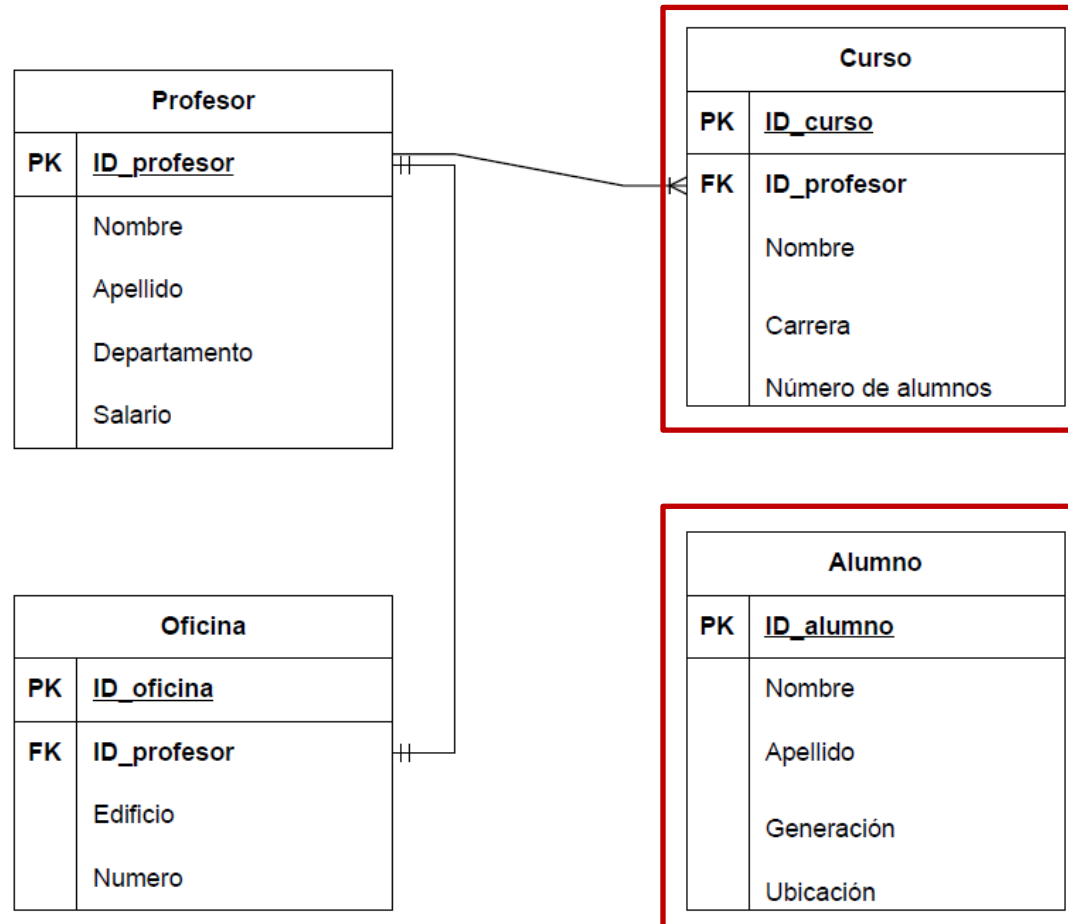 Profesor
PK ID_profesor
Nombre
Apellido
Departamento
Salario
Curso
PK ID_curso
FK ID_profesor
Nombre
Carrera
Número de alumnos
Oficina
PK ID_oficina
FK ID_profesor
Edificio
Numero
Alumno
PK ID_alumno
Nombre
Apellido
Generación
Ubicación